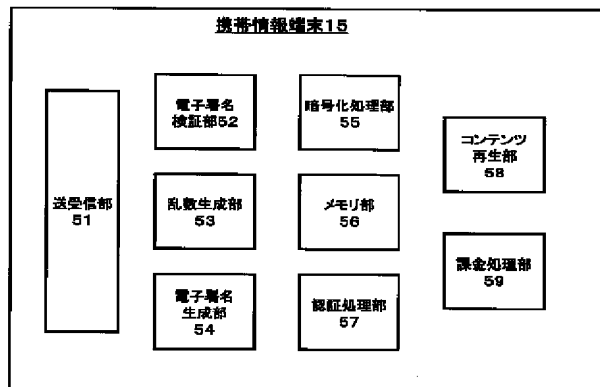 携帯情報端末15
送受信部
51
電子署名
検証部52
乱数生成部
53
電子署名
生成部
54
暗号化処理部
55
メモリ部
56
認証処理部
57
コンテンツ
再生部
58
課金処理部
59